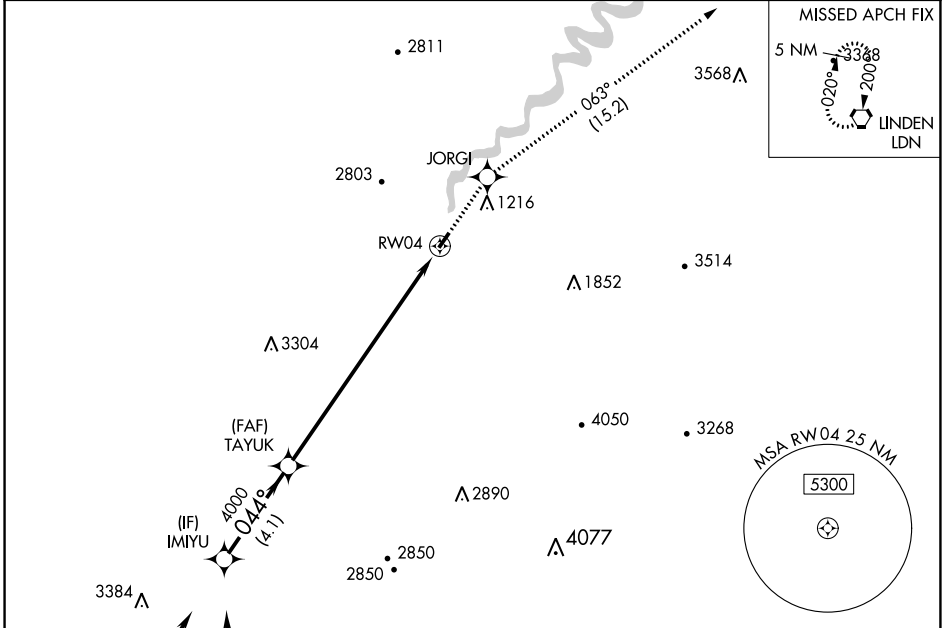 MISSED APCH FIX
5 NM
3368
020°
200°
LINDEN
LDN
2811
3568
063°
(15.2)
JORGI
2803
1216
RW04
3514
1852
3304
4050
3268
(FAF)
TAYUK
MSA RW04 25 NM
5300
4000
044°
(4.1)
2890
(IF)
IMIYU
4077
2850
2850
3384